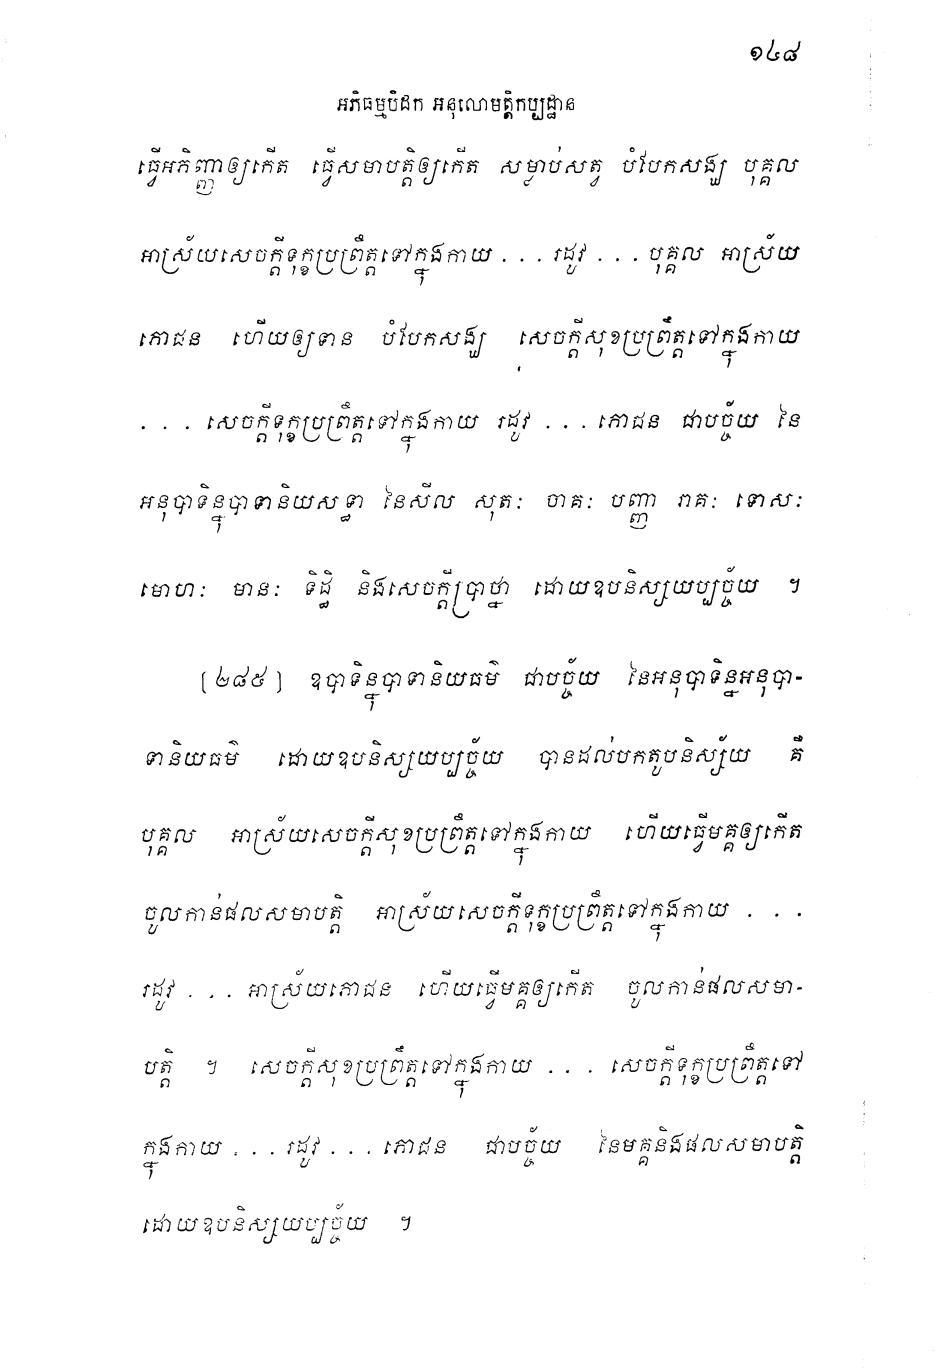 ១៤៨
អភិធម្មបិដក អនុលោមត្តិកប្បដ្ឋាន
ធ្វើអភិញ្ញាឲ្យកើត ធ្វើសមាបត្តិឲ្យកើត សម្លាប់សត្វ បំបែកសង្ឃ បុគ្គល
អាស្រ័យសេចក្តីទុក្ខប្រព្រឹត្តទៅក្នុងកាយ . . . រដូវ . . . បុគ្គល អាស្រ័យ
ភោជន ហើយឲ្យទាន បំបែកសង្ឃ សេចក្តីសុខប្រព្រឹត្តទៅក្នុងកាយ
. . . សេចក្តីទុក្ខប្រព្រឹត្តទៅក្នុងកាយ រដូវ . . . ភោជន ជាបច្ច័យ នៃ
អនុបាទិន្នុបាទានិយសទ្ធា នៃសីល សុតៈ ចាគៈ បញ្ញា រាគៈ ទោសៈ
មោហៈ មានៈ ទិដ្ឋិ និងសេចក្តីប្រាថ្នា ដោយឧបនិស្សយប្បច្ច័យ ។
[២៨៥] ឧបាទិន្នុបាទានិយធម៌ ជាបច្ច័យ នៃអនុបាទិន្នអនុបា-
ទានិយធម៌ ដោយឧបនិស្សយប្បច្ច័យ បានដល់បកតូបនិស្ស័យ គឺ
បុគ្គល អាស្រ័យសេចក្តីសុខប្រព្រឹត្តទៅក្នុងកាយ ហើយធ្វើមគ្គឲ្យកើត
ចូលកាន់ផលសមាបត្តិ អាស្រ័យសេចក្តីទុក្ខប្រព្រឹត្តទៅក្នុងកាយ . . .
រដូវ . . . អាស្រ័យភោជន ហើយធ្វើមគ្គឲ្យកើត ចូលកាន់ផលសមា-
បត្តិ ។ សេចក្តីសុខប្រព្រឹត្តទៅក្នុងកាយ . . . សេចក្តីទុក្ខប្រព្រឹត្តទៅ
ក្នុងកាយ . . . រដូវ . . . ភោជន ជាបច្ច័យ នៃមគ្គនិងផលសមាបត្តិ
ដោយឧបនិស្សយប្បច្ច័យ ។